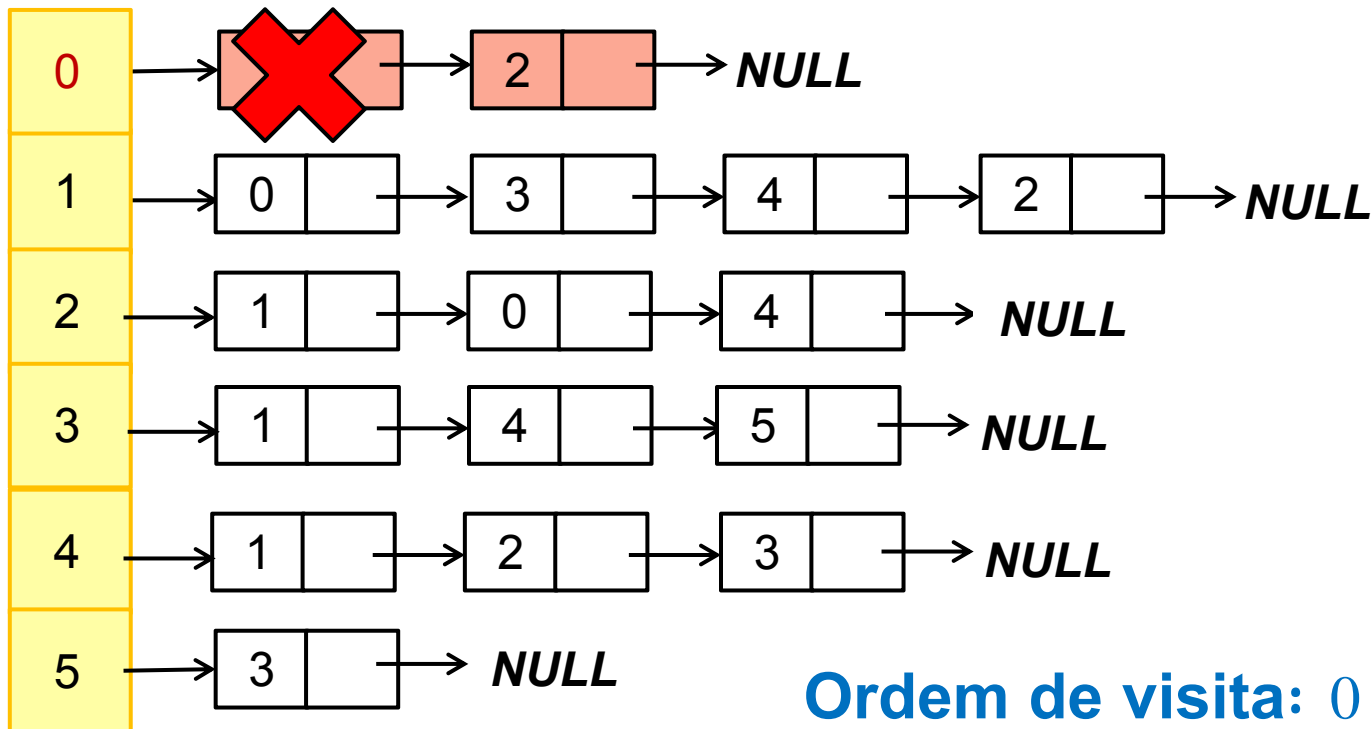 0 2 NULL
1 0 3 4 2 NULL
2 1 0 4 NULL
3 1 4 5 NULL
4 1 2 3 NULL
5 3 NULL
Ordem de visita: 0